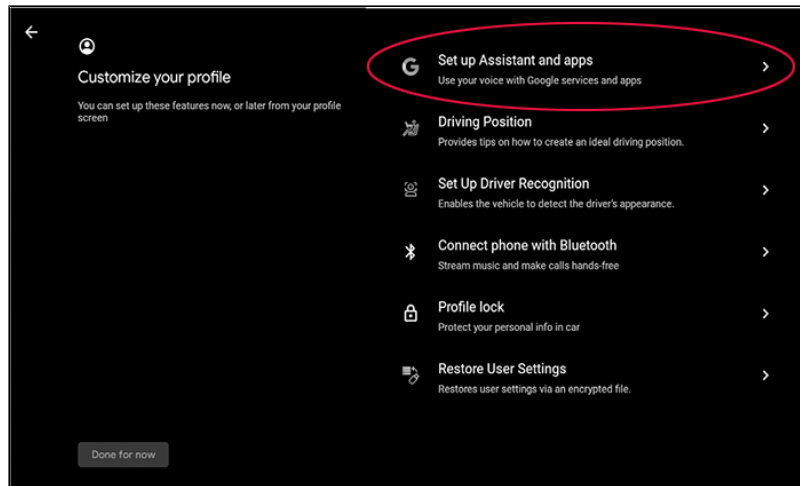 Customize your profile
You can set up these features now, or later from your profile
screen
Set up Assistant and apps
Use your voice with Google services and apps
Driving Position
Provides tips on how to create an ideal driving position.
Set Up Driver Recognition
Enables the vehicle to detect the driver's appearance.
Connect phone with Bluetooth
Stream music and make calls hands-free
Profile lock
Protect your personal info in car
Restore User Settings
Restores user settings via an encrypted file.
Done for now